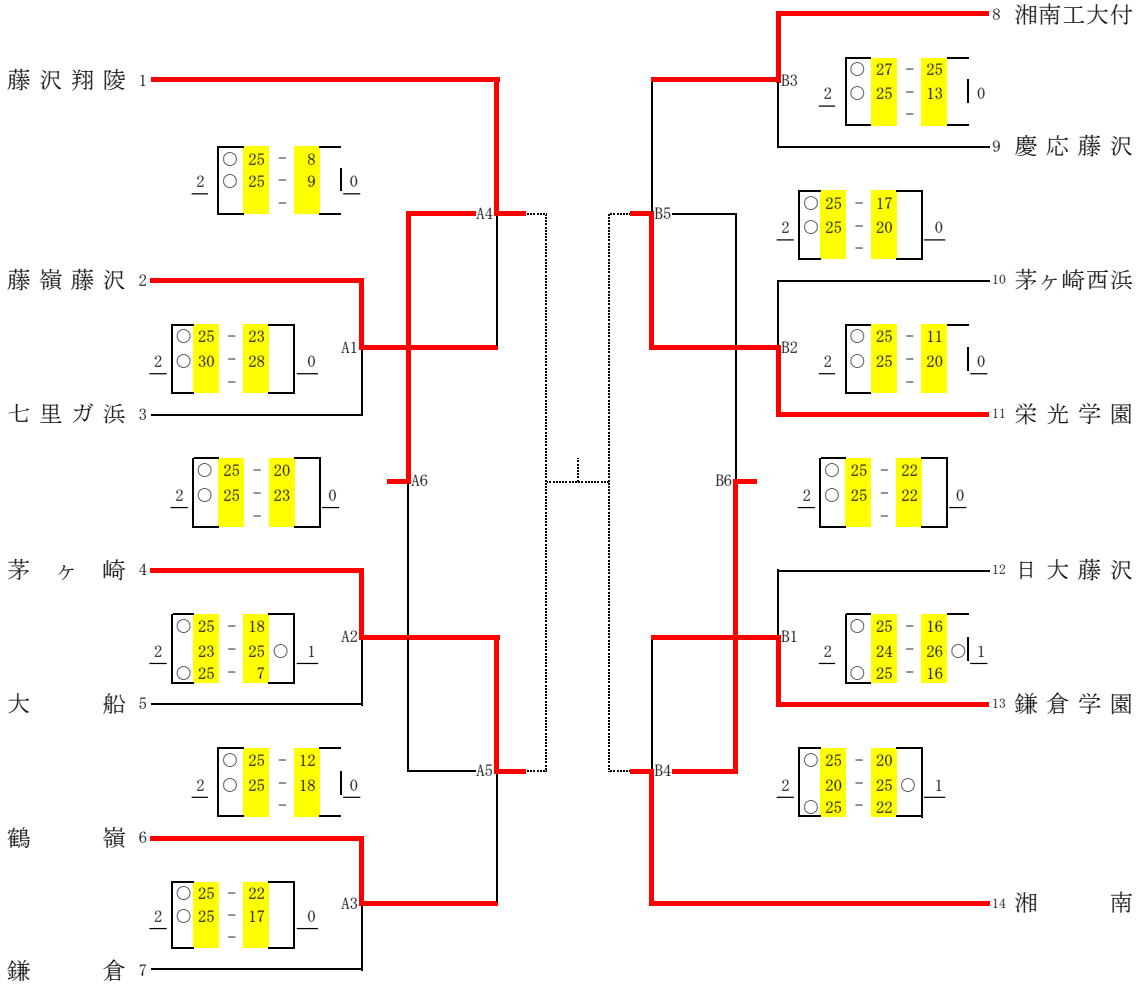 8 湘南工大付
藤沢翔陵 1
B3
27 - 25
2 25 - 13 0
-
9 慶応藤沢
25 - 8
2 25 - 9 0
-
25 - 17
2 25 - 20 0
-
A4
B5
藤嶺藤沢 2
10 茅ヶ崎西浜
A1
25 - 23
2 30 - 28 0
-
B2
25 - 11
2 25 - 20 0
-
七里ガ浜 3
11 栄光学園
25 - 20
2 25 - 23 0
-
A6
B6
25 - 22
2 25 - 22 0
-
茅ヶ崎 4
12 日大藤沢
A2
○ 25 - 18
2 23 - 25 ○ 1
○ 25 - 7
B1
○ 25 - 16
2 24 - 26 ○ 1
○ 25 - 16
大船 5
13 鎌倉学園
25 - 12
2 25 - 18 0
-
A5
B4
○ 25 - 20
2 20 - 25 ○ 1
○ 25 - 22
鶴嶺 6
A3
25 - 22
2 25 - 17 0
-
14 湘南
鎌倉 7